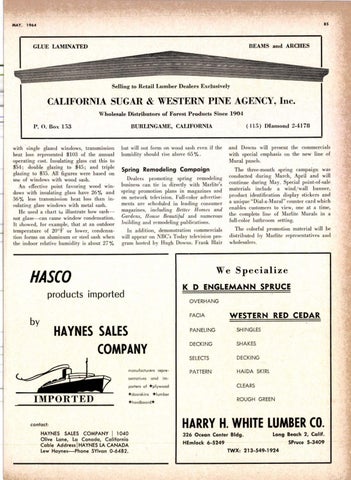 MAY, 1964
85
GLUE LAMINATED
BEAMS and ARCHES
Selling to Retail Lumber Dealers Exclusively
CALIFORNIA SUGAR & WESTERN PINE AGENCY, Inc.
Wholesale Distributors of Forest Products Since 1904
P. O. Box 153
BURLINGAME, CALIFORNIA
(415) DIamond 2-4178
with single glazed windows, transmission
heat loss represented $103 of the annual
operating cost. Insulating glass cut this to
$54; double glazing to $45; and triple
glazing to $35. All figures were based on
use of windows with wood sash.
An effective point favoring wood win-
dows with insulating glass have 26% and
56% less transmission heat loss than in-
sulating glass windows with metal sash.
He used a chart to illustrate how sash—
not glass—can cause window condensation.
It showed, for example, that at an outdoor
temperature of 20°F or lower, condensa-
tion forms on aluminum or steel sash when
the indoor relative humidity is about 27%
but will not form on wood sash even if the
humidity should rise above 65%.
Spring Remodeling Campaign
Dealers promoting spring remodeling
business can tie in directly with Marlite's
spring promotion plans in magazines and
on network television. Full-color advertise-
ments are scheduled in leading consumer
magazines, including Better Homes and
Gardens, House Beautiful and numerous
building and remodeling publications.
In addition, demonstration commercials
will appear on NBC's Today television pro-
gram hosted by Hugh Downs. Frank Blair
and Downs will present the commercials
with special emphasis on the new line of
Mural panels.
The three-month spring campaign was
conducted during March, April and will
continue during May. Special point-of-sale
materials include a wind/wall banner,
product identification display stickers and
a unique "Dial-a-Mural" counter card which
enables customers to view, one at a time,
the complete line of Marlite Murals in a
full-color bathroom setting.
The colorful promotion material will be
distributed by Marlite representatives and
wholesalers.
HASCO
products imported
by
HAYNES SALES
COMPANY
IMPORTED
manufacturers repre-
sentation and im-
porters of •plywood
•doorskins •lumber
•hardboard•
contact:
HAYNES SALES COMPANY | 1040
Olive Lane, La Canada, California
Cable Address|HAYNES LA CANADA
Lew Haynes—Phone SYlvan 0-6482.
We Specialize
K D ENGLEMANN SPRUCE
OVERHANG
FACIA
PANELING
DECKING
SELECTS
PATTERN
WESTERN RED CEDAR
SHINGLES
SHAKES
DECKING
HAIDA SKIRL
CLEARS
ROUGH GREEN
HARRY H. WHITE LUMBER CO.
326 Ocean Center Bldg.
Long Beach 2, Calif.
HEmlock 6-5249
SPruce 5-3409
TWX: 213-549-1924